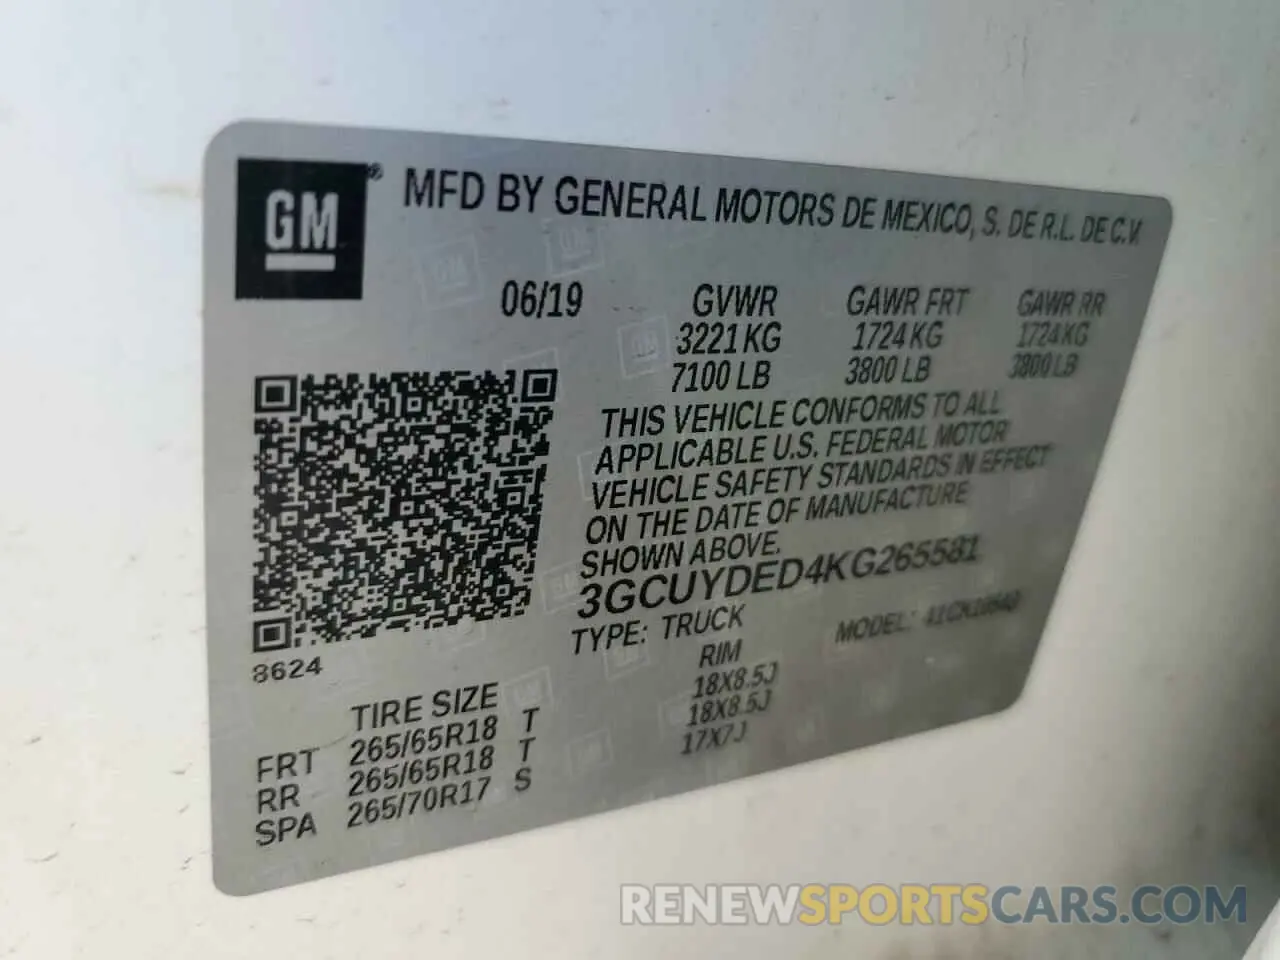 GM® MFD BY GENERAL MOTORS DE MEXICO, S. DE R.L. DE C.V.
06/19 GVWR GAWR FRT GAWR RR
3221 KG 1724 KG 1724 KG
7100 LB 3800 LB 3800 LB
THIS VEHICLE CONFORMS TO ALL
APPLICABLE U.S. FEDERAL MOTOR
VEHICLE SAFETY STANDARDS IN EFFECT
ON THE DATE OF MANUFACTURE
SHOWN ABOVE.
3GCUYDED4KG265581
TYPE: TRUCK MODEL:
8624
TIRE SIZE RIM
FRT 265/65R18 T 18X8.5J
RR 265/65R18 T 18X8.5J
SPA 265/70R17 S 17X7J
RENEWSPORTSCARS.COM